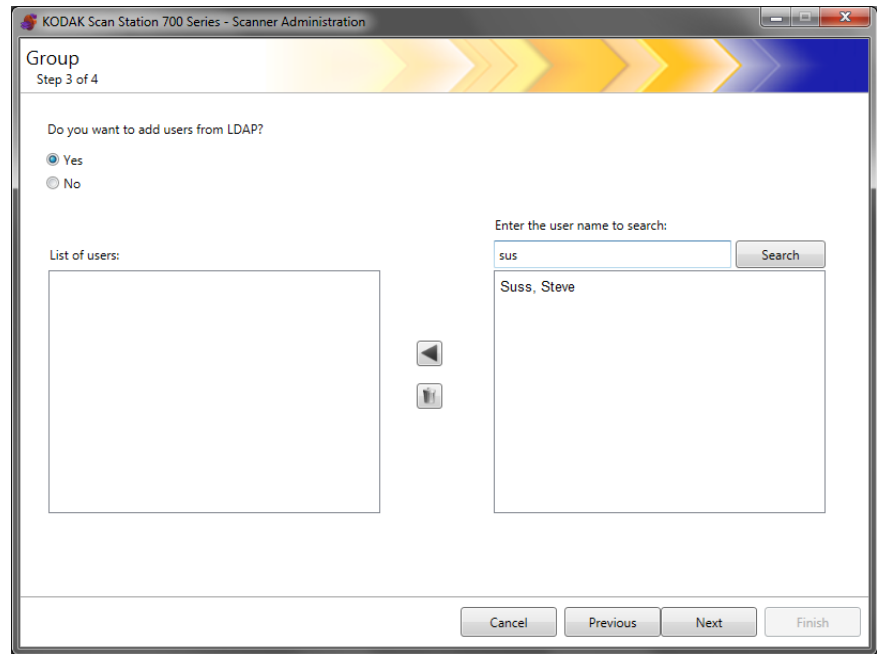 KODAK Scan Station 700 Series - Scanner Administration
Group
Step 3 of 4
Do you want to add users from LDAP?
Yes
No
Enter the user name to search:
List of users:
sus
Search
Suss, Steve
Cancel
Previous
Next
Finish